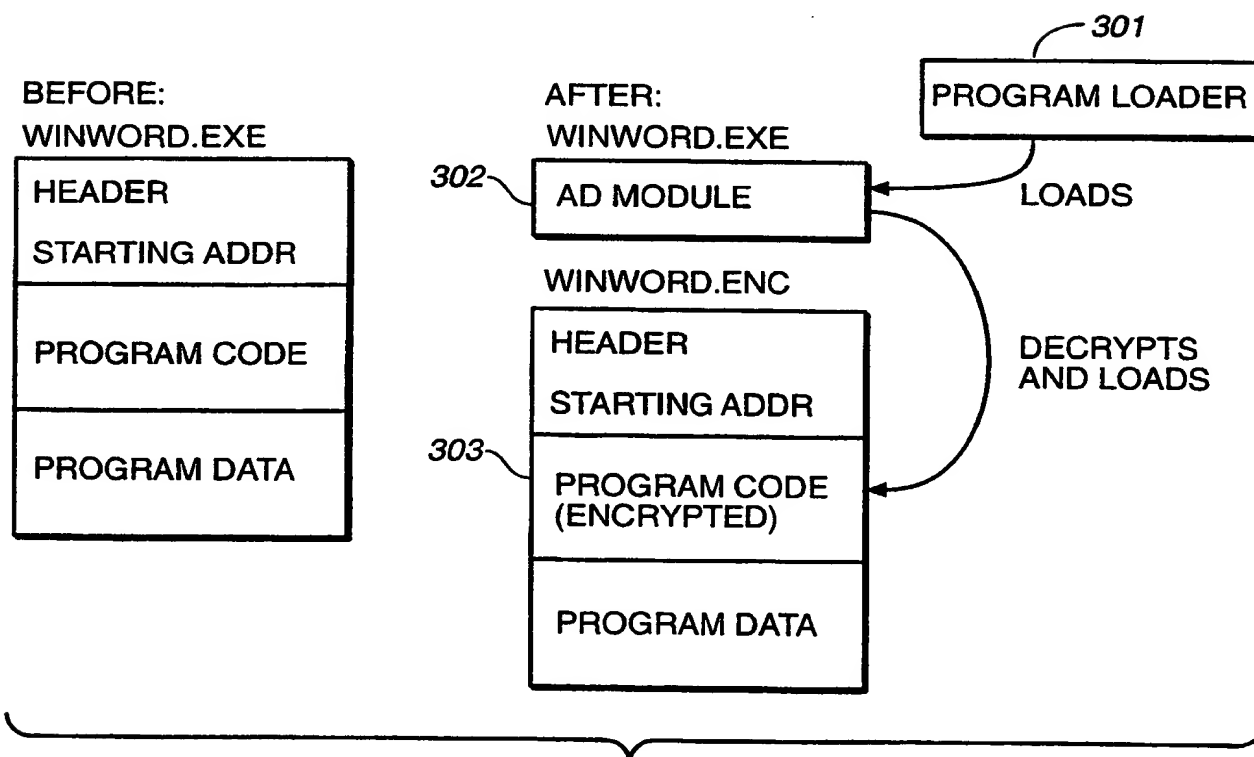 301
PROGRAM LOADER
BEFORE:
WINWORD.EXE
HEADER
STARTING ADDR
PROGRAM CODE
PROGRAM DATA
AFTER:
WINWORD.EXE
302
AD MODULE
LOADS
WINWORD.ENC
HEADER
STARTING ADDR
DECRYPTS
AND LOADS
303
PROGRAM CODE
(ENCRYPTED)
PROGRAM DATA